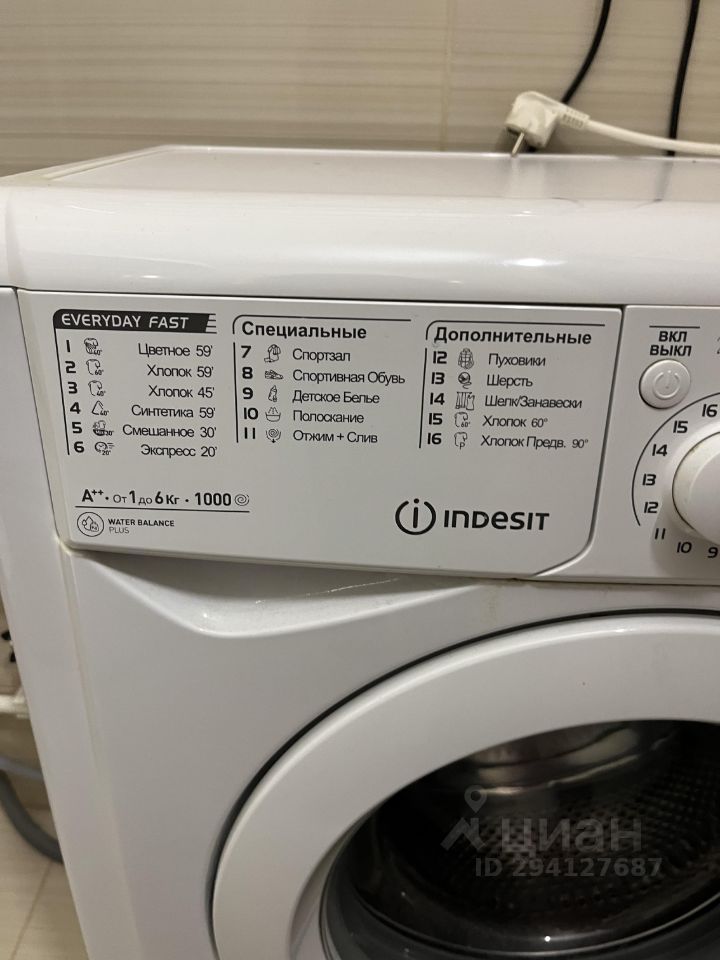 EVERYDAY FAST
1 Цветное 59'
2 Хлопок 59'
3 Хлопок 45'
4 Синтетика 59'
5 Смешанное 30'
6 Экспресс 20'
A++ · От 1 до 6 Кг · 1000
WATER BALANCE
PLUS
Специальные
7 Спортзал
8 Спортивная Обувь
9 Детское Белье
10 Полоскание
11 Отжим + Слив
Дополнительные
12 Пуховики
13 Шерсть
14 Шелк/Занавески
15 Хлопок 60°
16 Хлопок Предв. 90°
INDESIT
ВКЛ
ВЫКЛ
16
15
14
13
12
11
10
9
циан
ID 294127687